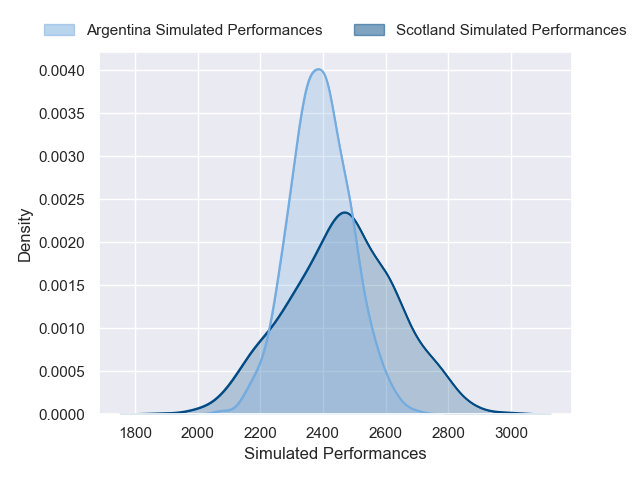 Argentina Simulated Performances Scotland Simulated Performances
0.0040
0.0035
0.0030
0.0025
0.0020
0.0015
0.0010
0.0005
0.0000
Density
1800 2000 2200 2400 2600 2800 3000
Simulated Performances